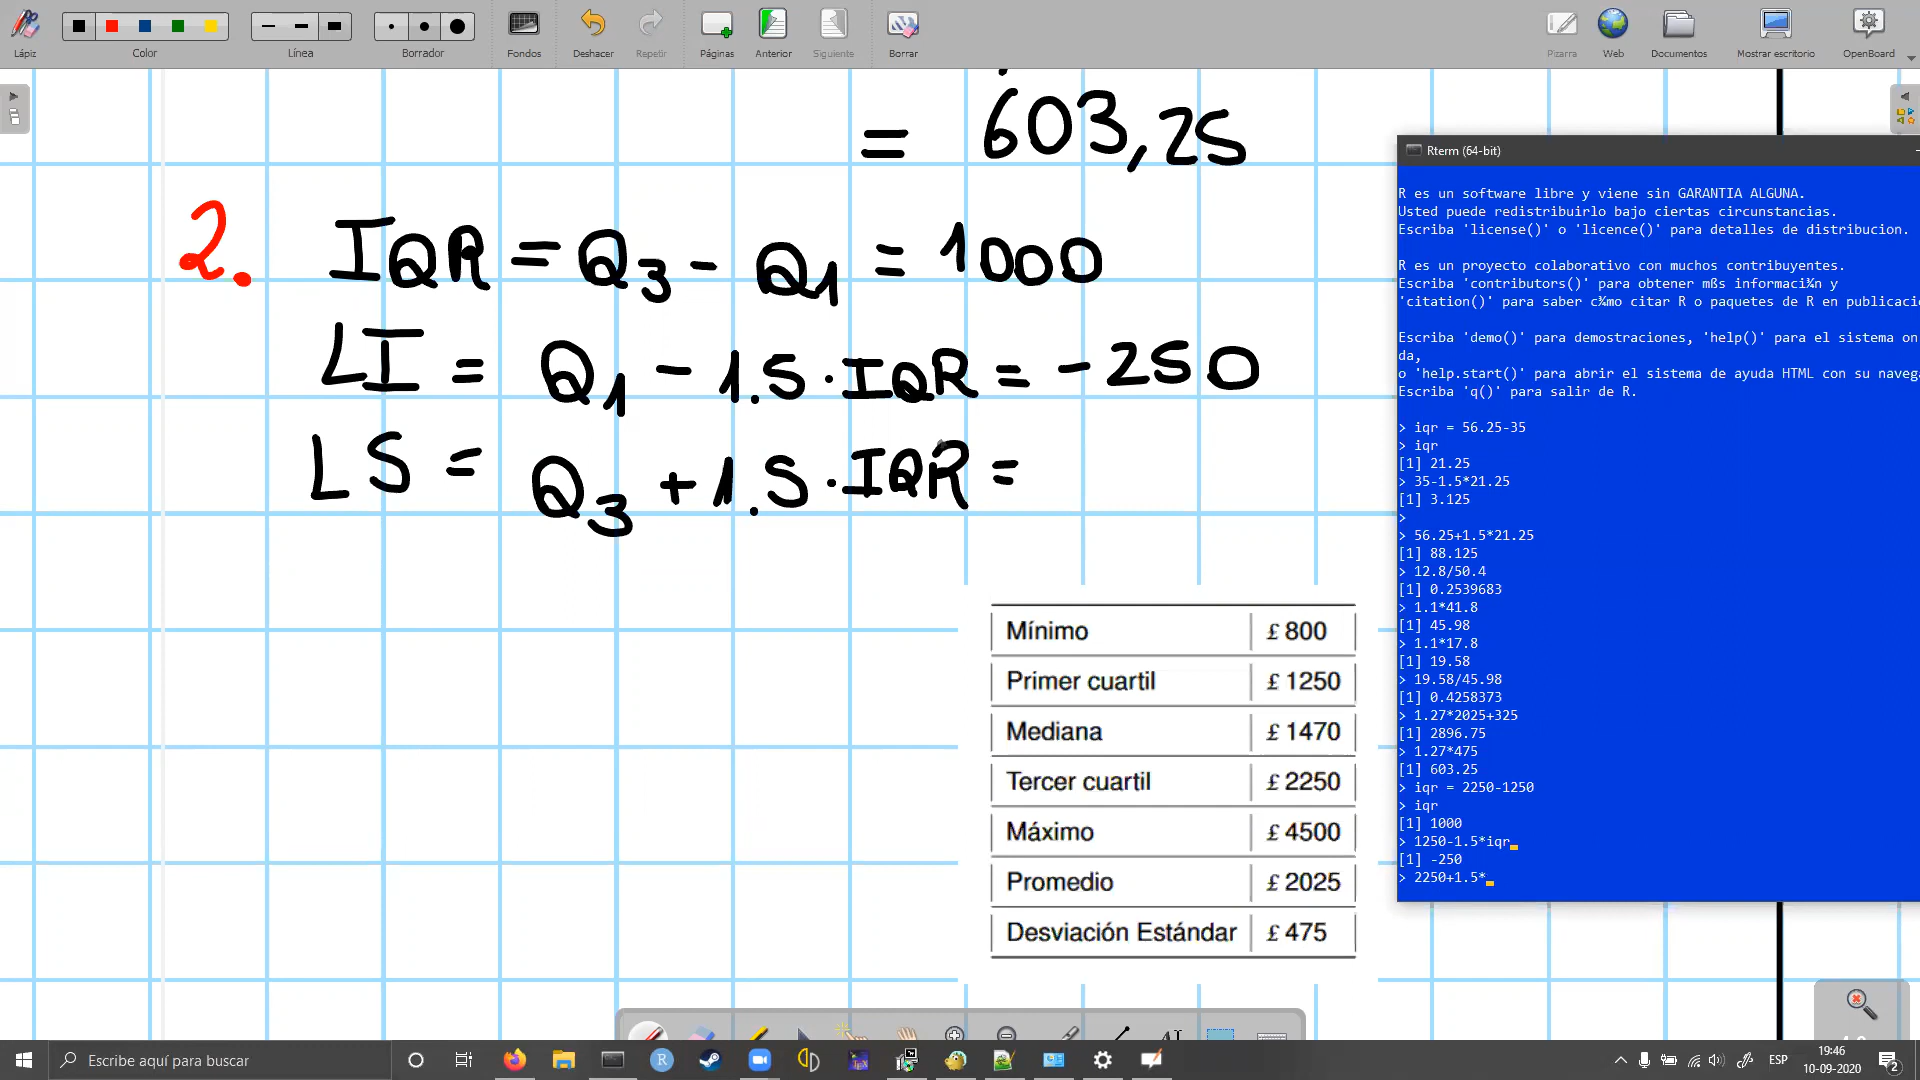 Lápiz Color Línea Borrador Fondos Deshacer Repetir Páginas Anterior Siguiente Borrar Pizarra Web Documentos Mostrar escritorio OpenBoard
= 603,25
2. IQR = Q3 - Q1 = 1000
LI = Q1 - 1.5 · IQR = -250
LS = Q3 + 1.5 · IQR =
Mínimo £ 800
Primer cuartil £ 1250
Mediana £ 1470
Tercer cuartil £ 2250
Máximo £ 4500
Promedio £ 2025
Desviación Estándar £ 475
Rterm (64-bit)
R es un software libre y viene sin GARANTIA ALGUNA.
Usted puede redistribuirlo bajo ciertas circunstancias.
Escriba 'license()' o 'licence()' para detalles de distribucion.
R es un proyecto colaborativo con muchos contribuyentes.
Escriba 'contributors()' para obtener mßs informaci¾n y
'citation()' para saber c¾mo citar R o paquetes de R en publicacio
Escriba 'demo()' para demostraciones, 'help()' para el sistema on
da,
o 'help.start()' para abrir el sistema de ayuda HTML con su navega
Escriba 'q()' para salir de R.
> iqr = 56.25-35
> iqr
[1] 21.25
> 35-1.5*21.25
[1] 3.125
>
> 56.25+1.5*21.25
[1] 88.125
> 12.8/50.4
[1] 0.2539683
> 1.1*41.8
[1] 45.98
> 1.1*17.8
[1] 19.58
> 19.58/45.98
[1] 0.4258373
> 1.27*2025+325
[1] 2896.75
> 1.27*475
[1] 603.25
> iqr = 2250-1250
> iqr
[1] 1000
> 1250-1.5*iqr
[1] -250
> 2250+1.5*
Escribe aquí para buscar
ESP
19:46
10-09-2020
2